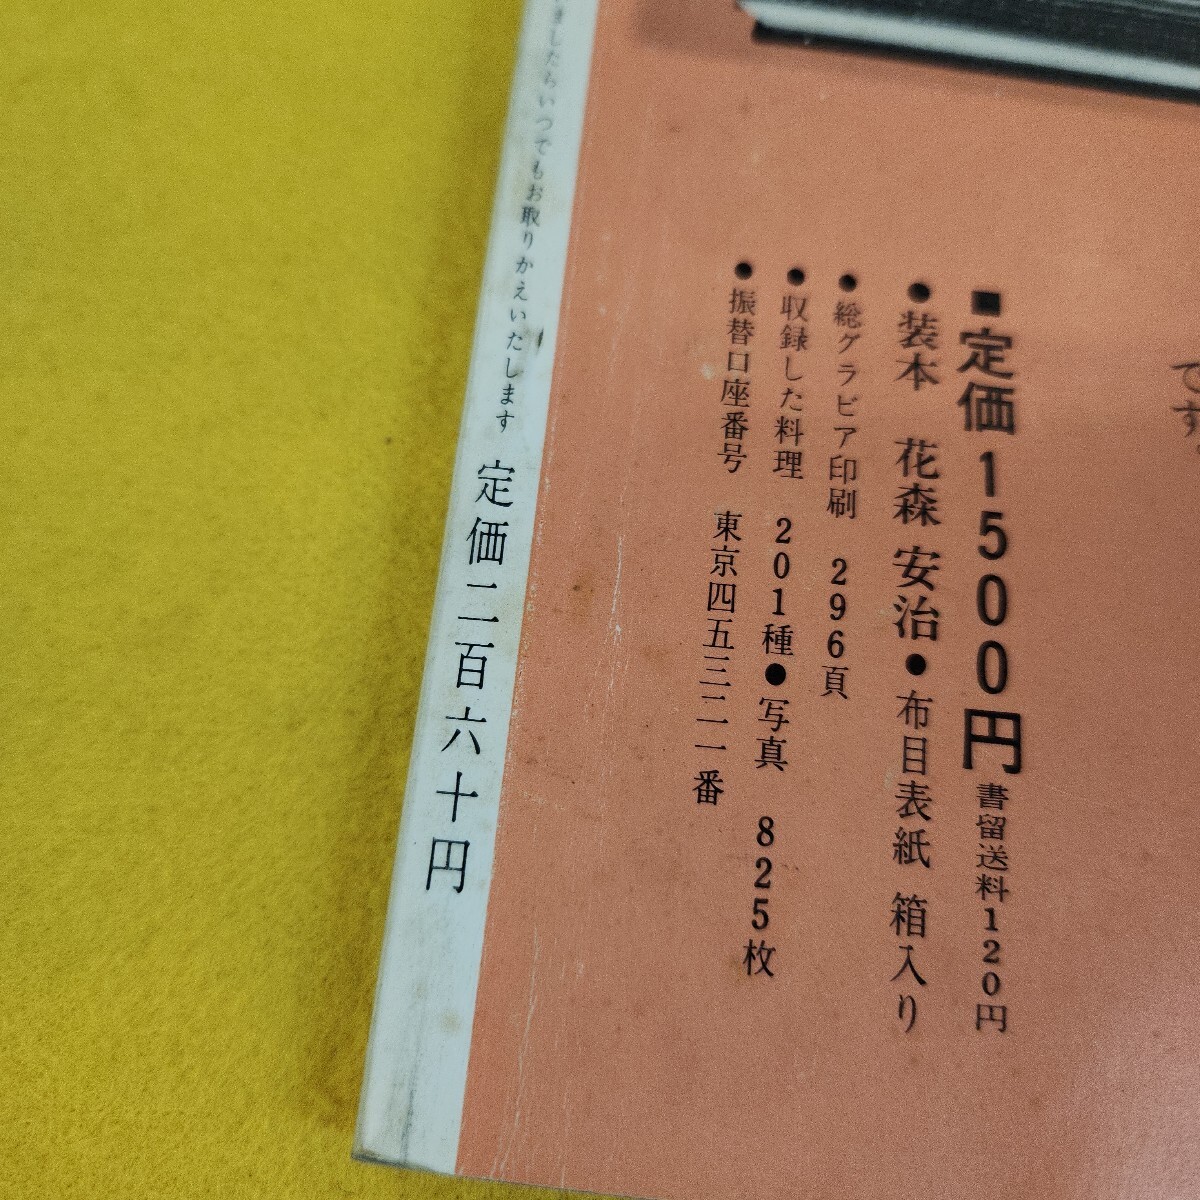 です。
■定価1500円 書留送料120円
●装本 花森 安治●布目表紙 箱入り
●総グラビア印刷 296頁
●収録した料理 201種●写真 825枚
●振替口座番号 東京四五三二一番
ましたらいつでもお取りかえいたします 定価二百六十円